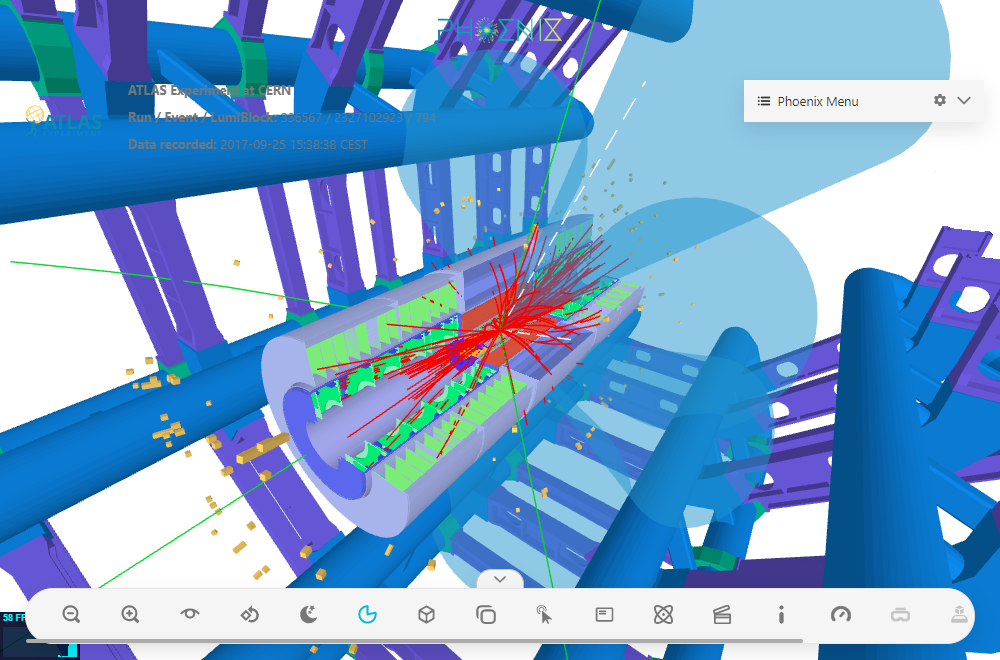 PHOENIX
ATLAS Experiment at CERN
ATLAS
Run / Event / LumiBlock: 336567 / 2327102923 / 794
Data recorded: 2017-09-25 15:38:38 CEST
Phoenix Menu
58 FP